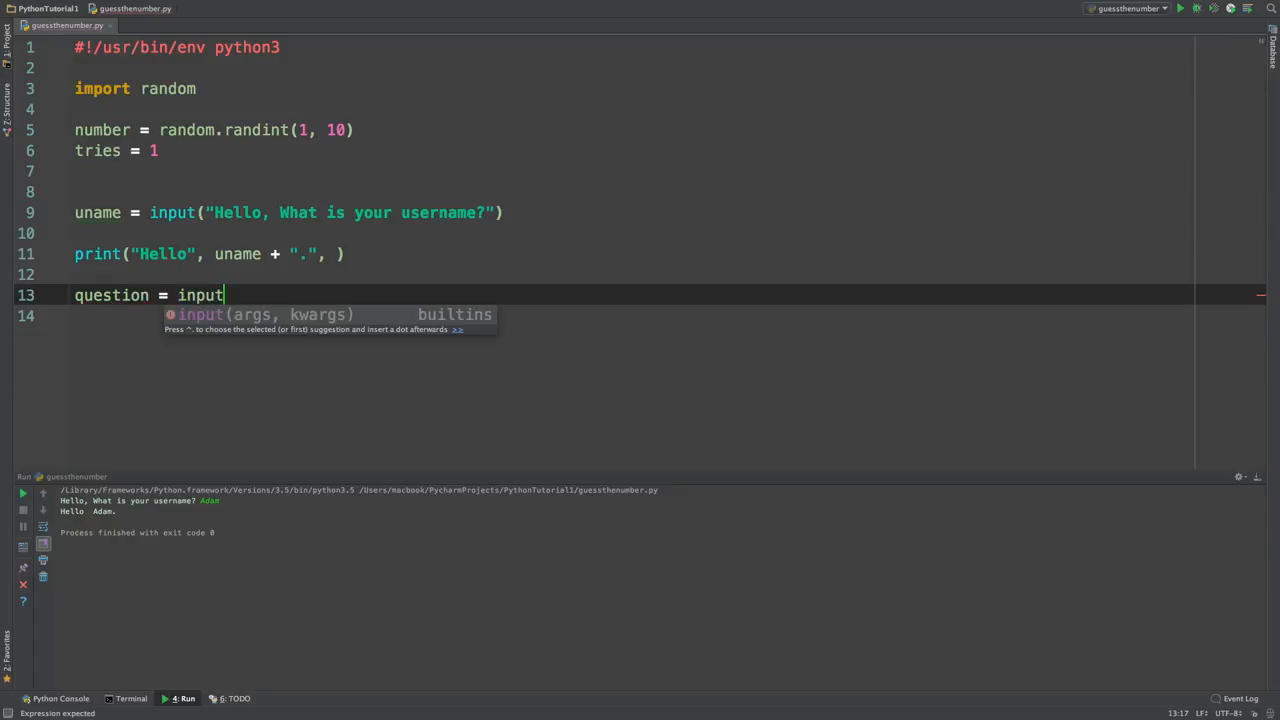 PythonTutorial1 guessthenumber.py guessthenumber
guessthenumber.py
1: Project
Z: Structure
2: Favorites
Database
1 #!/usr/bin/env python3
2
3 import random
4
5 number = random.randint(1, 10)
6 tries = 1
7
8
9 uname = input("Hello, What is your username?")
10
11 print("Hello", uname + ".", )
12
13 question = input
14
input(args, kwargs) builtins
Press ^. to choose the selected (or first) suggestion and insert a dot afterwards >>
Run guessthenumber
/Library/Frameworks/Python.framework/Versions/3.5/bin/python3.5 /Users/macbook/PycharmProjects/PythonTutorial1/guessthenumber.py
Hello, What is your username? Adam
Hello  Adam.
Process finished with exit code 0
Python Console Terminal 4: Run 6: TODO Event Log
Expression expected 13:17 LF÷ UTF-8÷